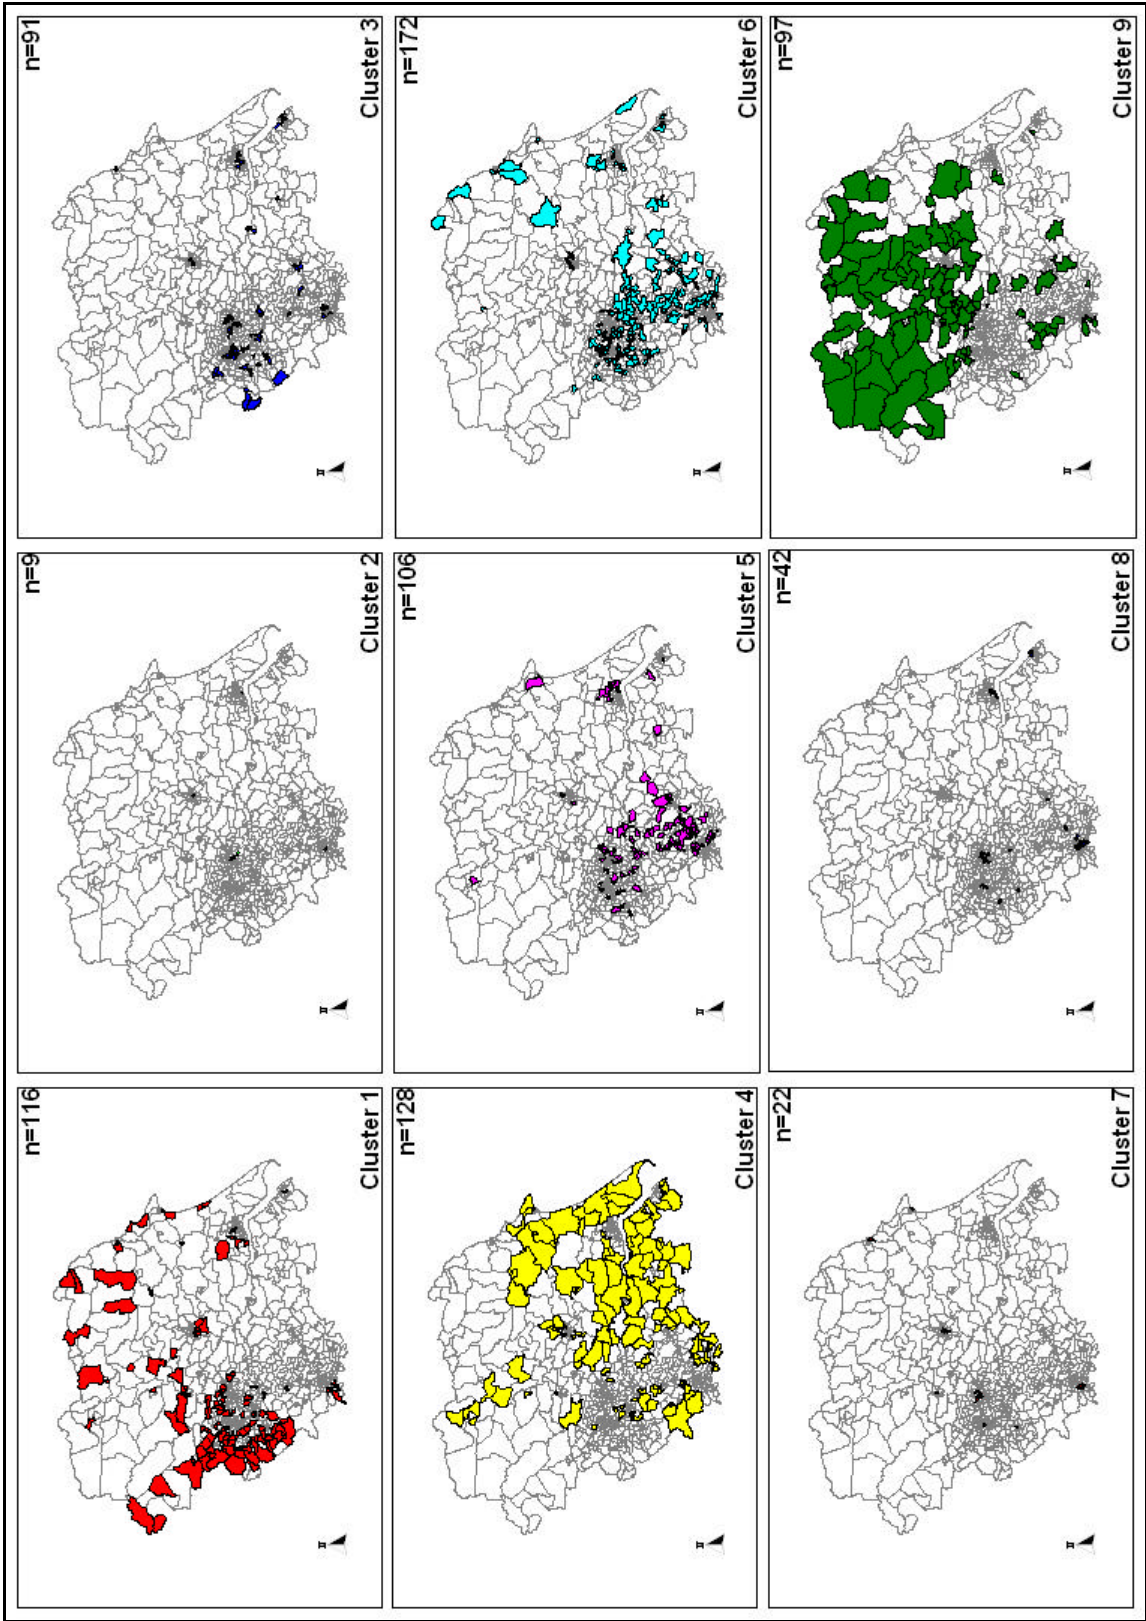 n=116
Cluster 1
n=9
Cluster 2
n=91
Cluster 3
n=128
Cluster 4
n=106
Cluster 5
n=172
Cluster 6
n=22
Cluster 7
n=42
Cluster 8
n=97
Cluster 9